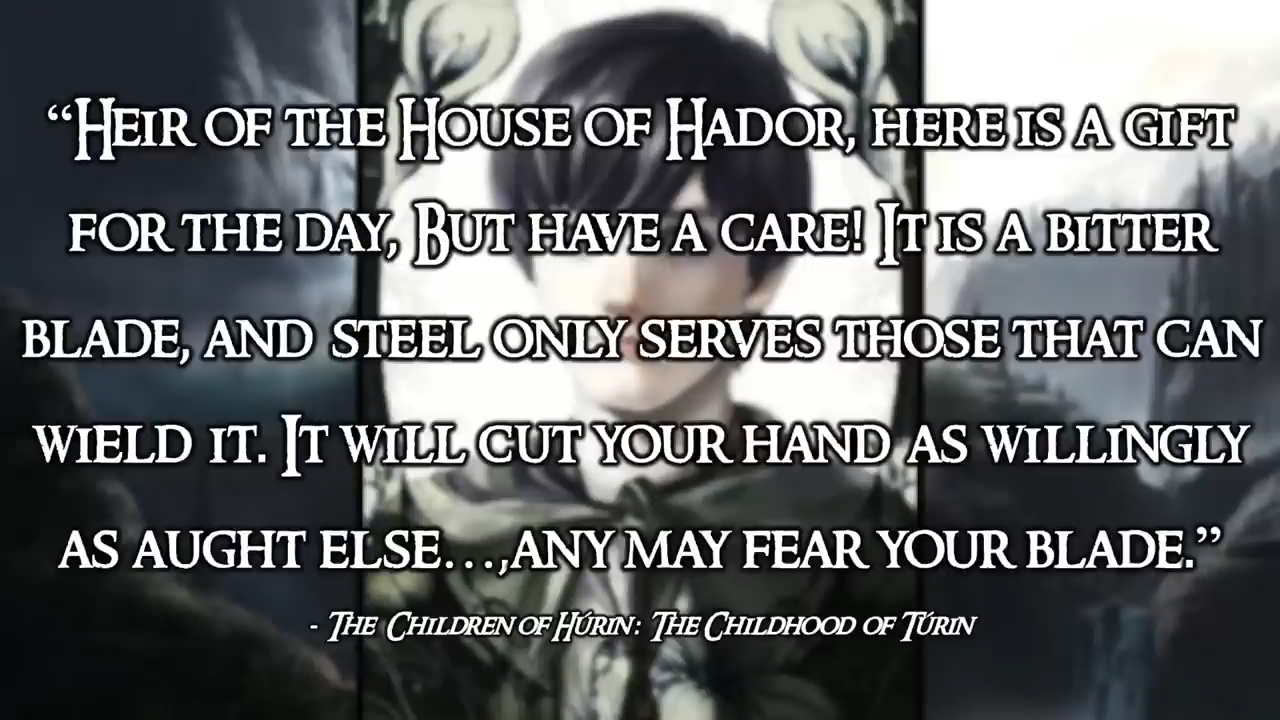 “Heir of the House of Hador, here is a gift
for the day, But have a care! It is a bitter
blade, and steel only serves those that can
wield it. It will cut your hand as willingly
as aught else…,any may fear your blade.”
- The Children of Húrin: The Childhood of Túrin